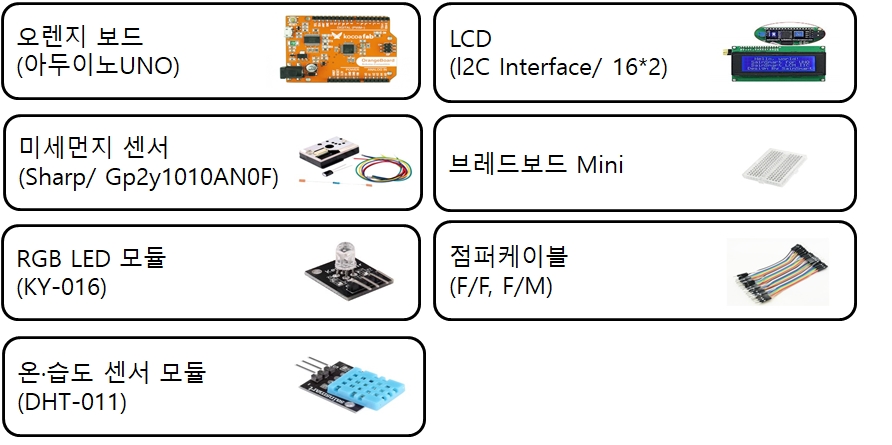 오렌지 보드
(아두이노UNO)
kocoafab
OrangeBoard
LCD
(I2C Interface/ 16*2)
미세먼지 센서
(Sharp/ Gp2y1010AN0F)
브레드보드 Mini
RGB LED 모듈
(KY-016)
점퍼케이블
(F/F, F/M)
온·습도 센서 모듈
(DHT-011)